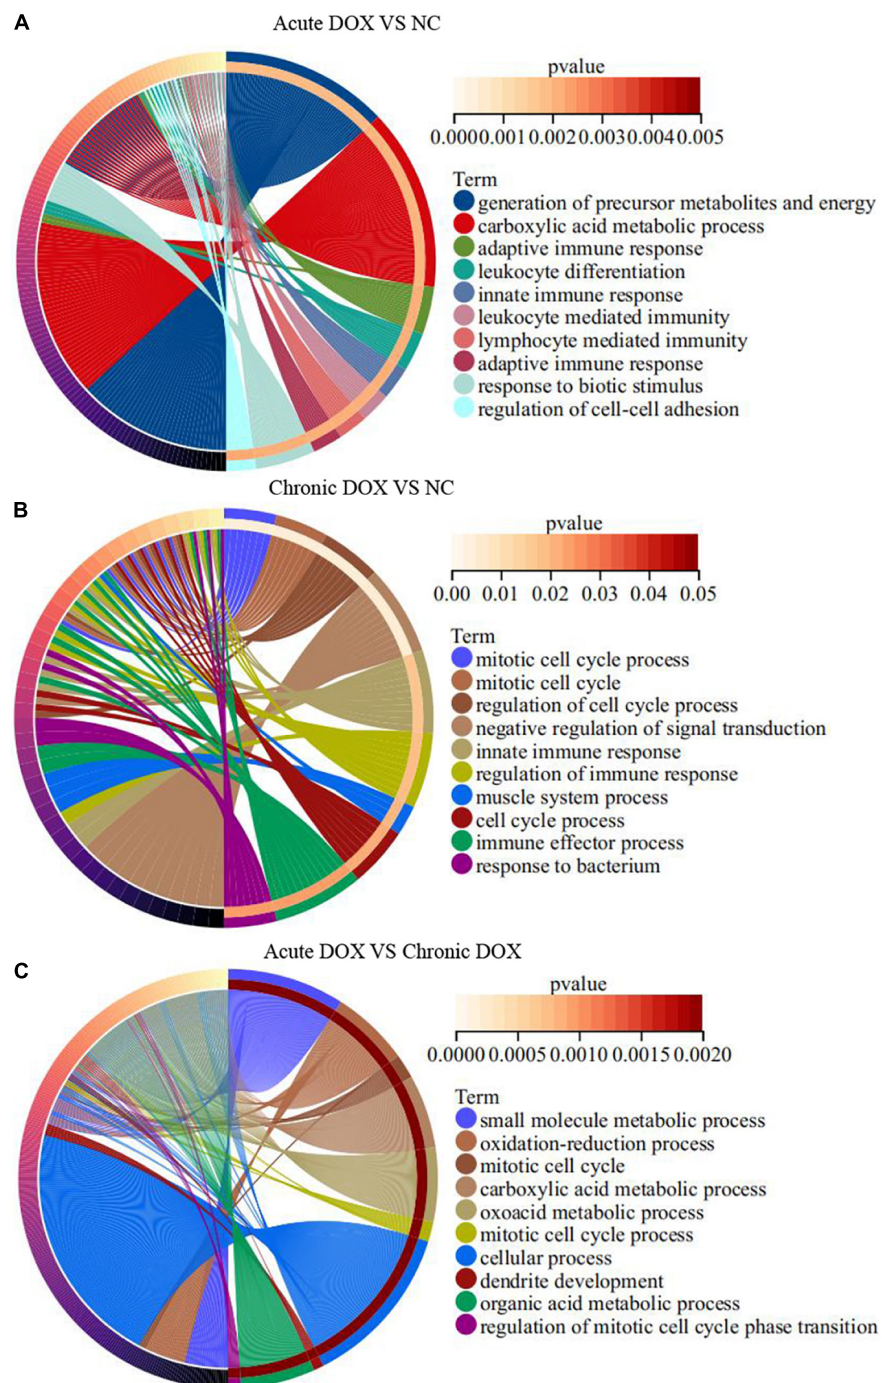 A
Acute DOX VS NC
pvalue
0.0000.0010.0020.0030.0040.005
Term
generation of precursor metabolites and energy
carboxylic acid metabolic process
adaptive immune response
leukocyte differentiation
innate immune response
leukocyte mediated immunity
lymphocyte mediated immunity
adaptive immune response
response to biotic stimulus
regulation of cell-cell adhesion
B
Chronic DOX VS NC
pvalue
0.00 0.01 0.02 0.03 0.04 0.05
Term
mitotic cell cycle process
mitotic cell cycle
regulation of cell cycle process
negative regulation of signal transduction
innate immune response
regulation of immune response
muscle system process
cell cycle process
immune effector process
response to bacterium
C
Acute DOX VS Chronic DOX
pvalue
0.0000 0.0005 0.0010 0.0015 0.0020
Term
small molecule metabolic process
oxidation-reduction process
mitotic cell cycle
carboxylic acid metabolic process
oxoacid metabolic process
mitotic cell cycle process
cellular process
dendrite development
organic acid metabolic process
regulation of mitotic cell cycle phase transition